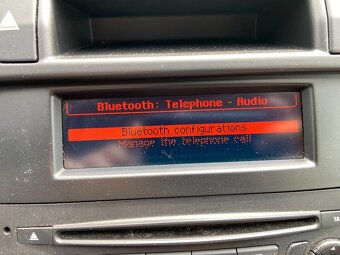 Bluetooth: Telephone - Audio
Bluetooth configurations
Manage the telephone call